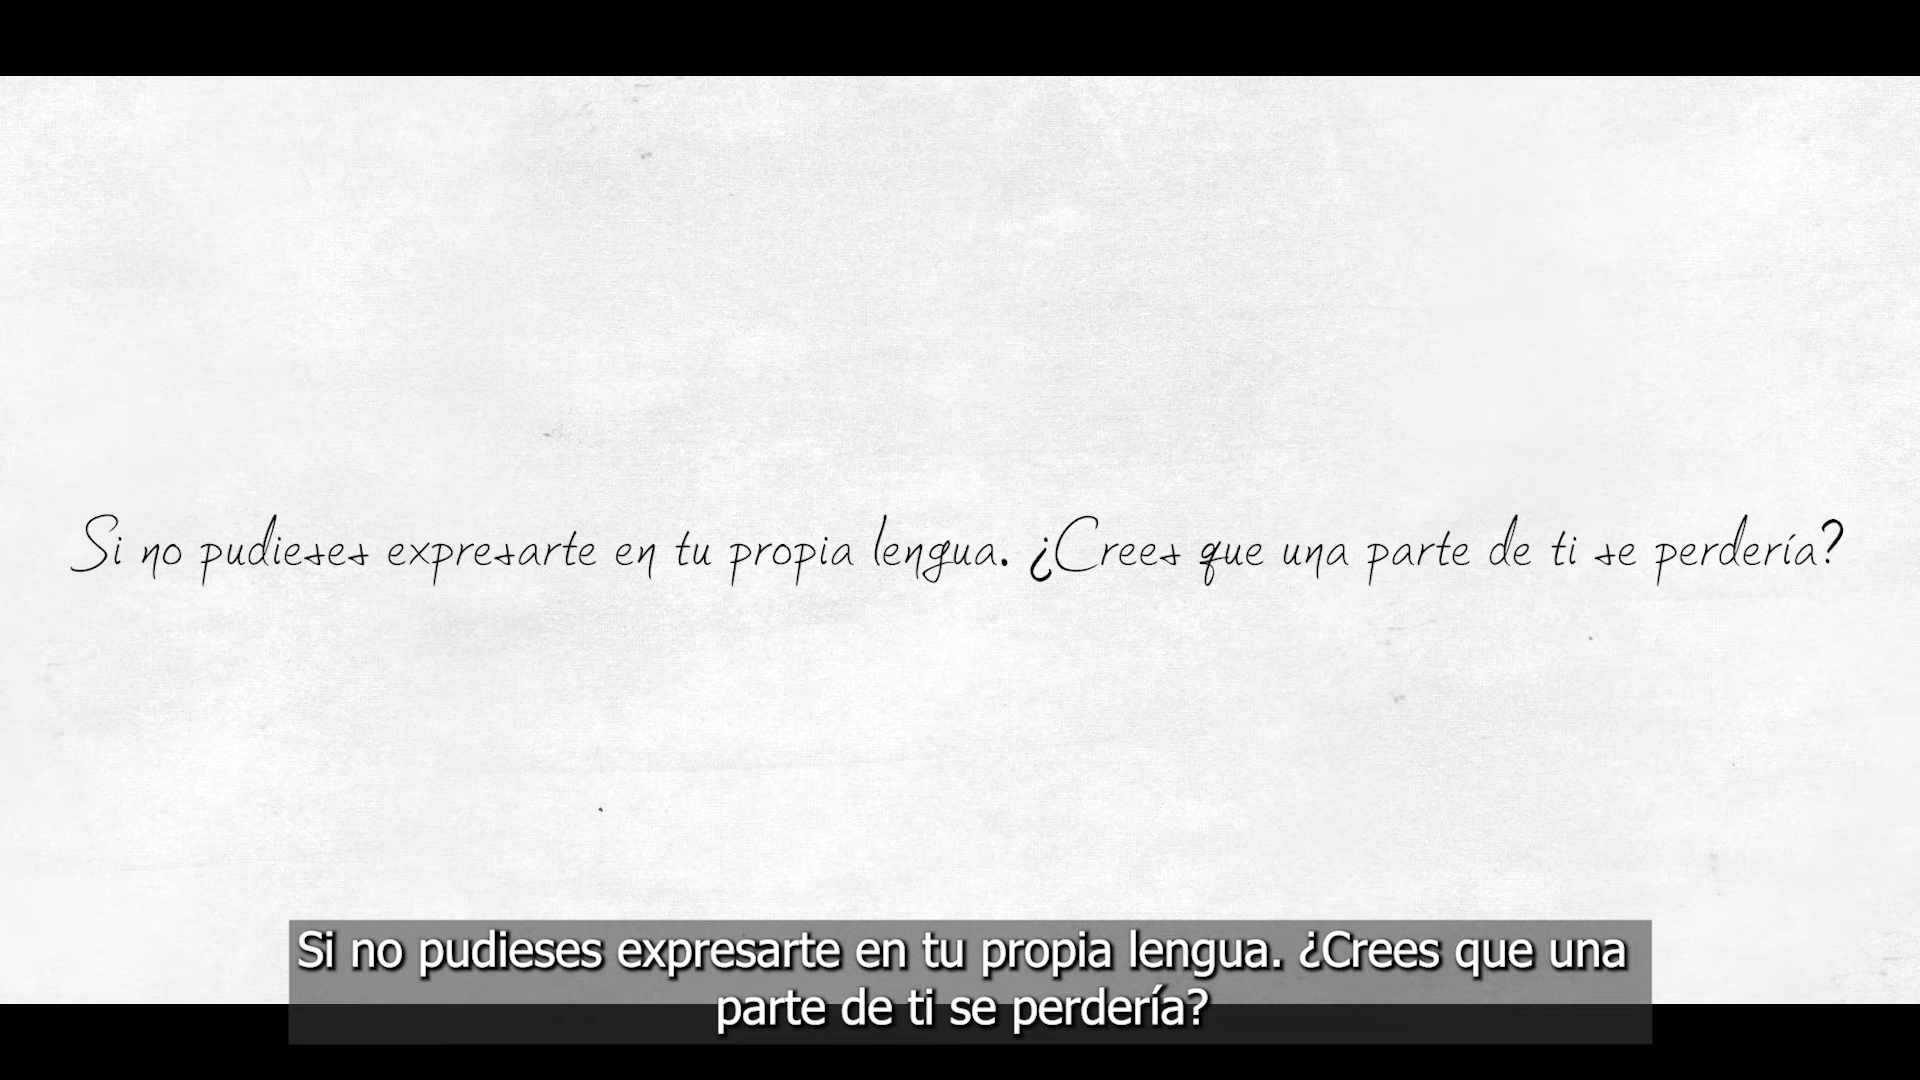 Si no pudieses expresarte en tu propia lengua. ¿Crees que una parte de ti se perdería?
Si no pudieses expresarte en tu propia lengua. ¿Crees que una
parte de ti se perdería?